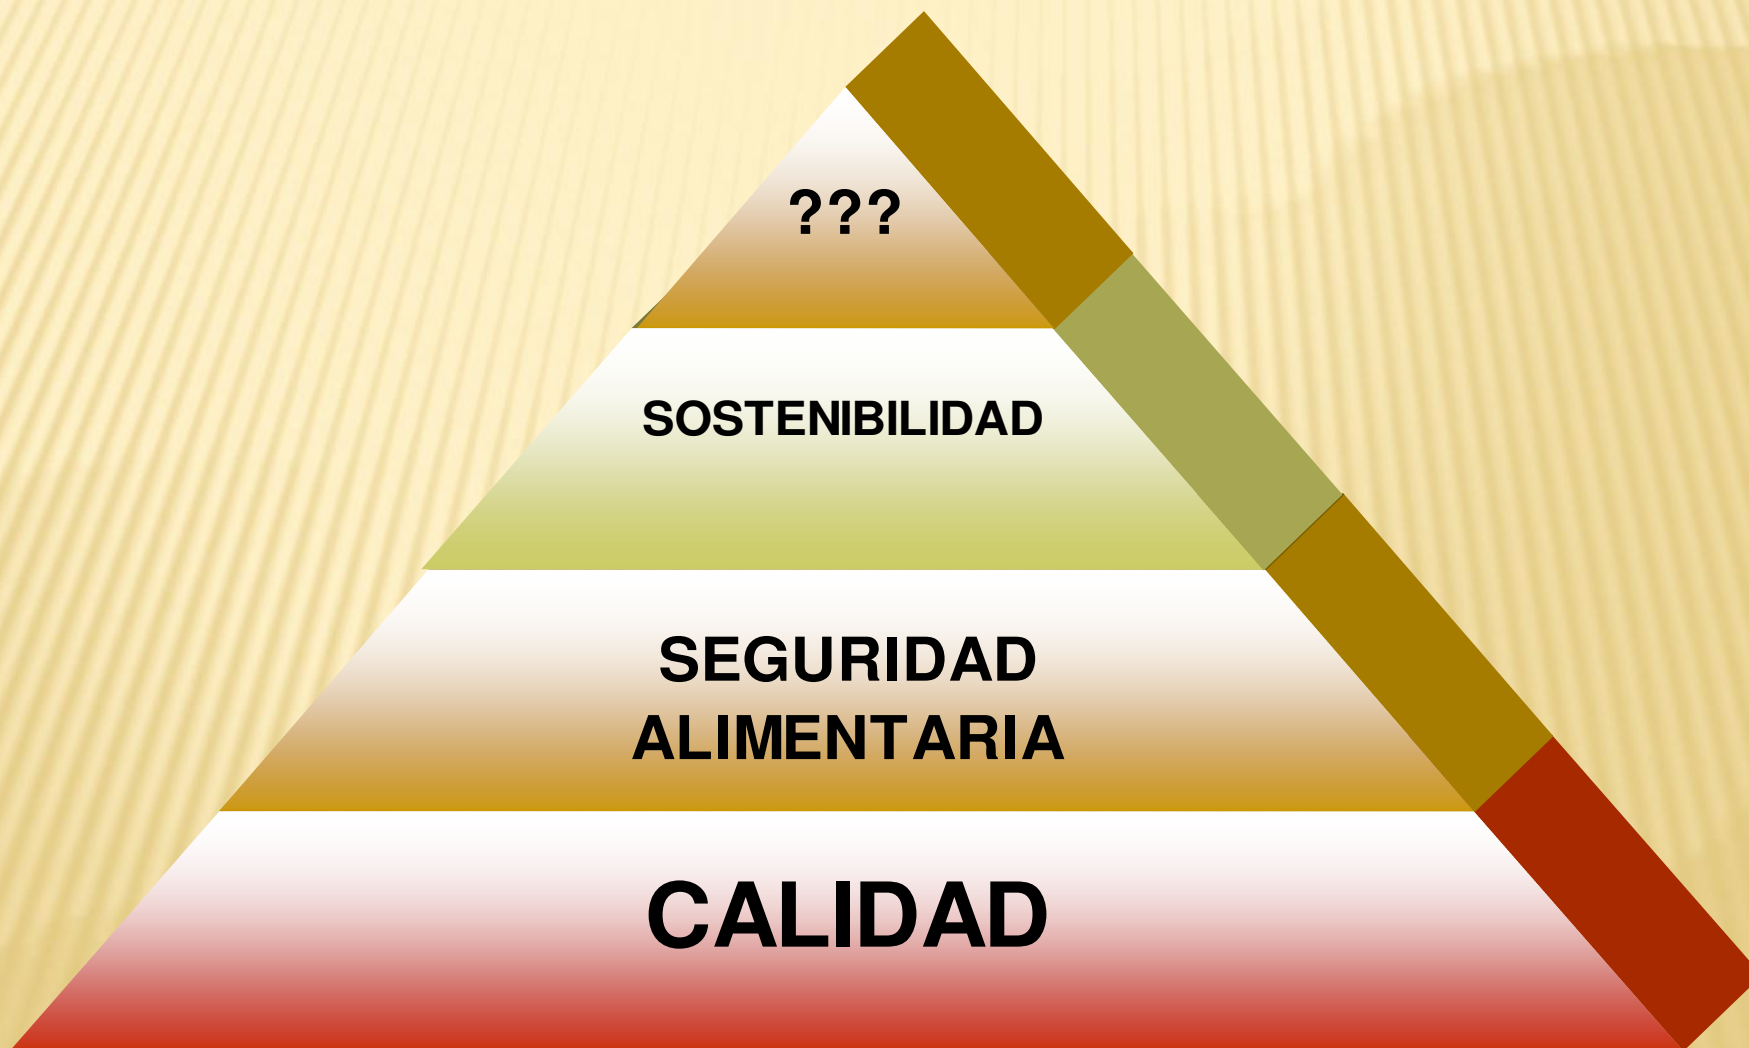 ???
SOSTENIBILIDAD
SEGURIDAD
ALIMENTARIA
CALIDAD